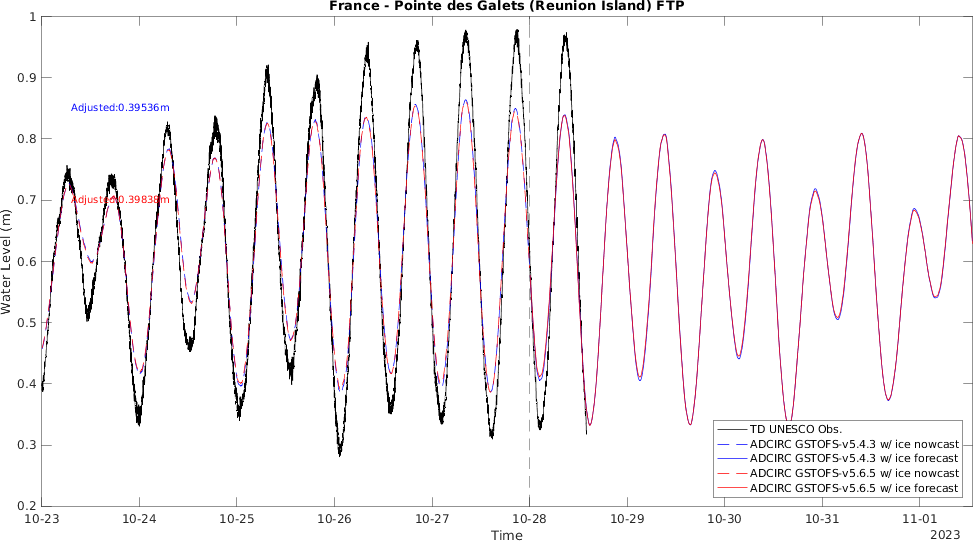 France - Pointe des Galets (Reunion Island) FTP
1
0.9
0.8
0.7
0.6
0.5
0.4
0.3
0.2
Water Level (m)
Adjusted:0.39536m
Adjusted:0.39838m
TD UNESCO Obs.
ADCIRC GSTOFS-v5.4.3 w/ ice nowcast
ADCIRC GSTOFS-v5.4.3 w/ ice forecast
ADCIRC GSTOFS-v5.6.5 w/ ice nowcast
ADCIRC GSTOFS-v5.6.5 w/ ice forecast
10-23 10-24 10-25 10-26 10-27 10-28 10-29 10-30 10-31 11-01
Time
2023